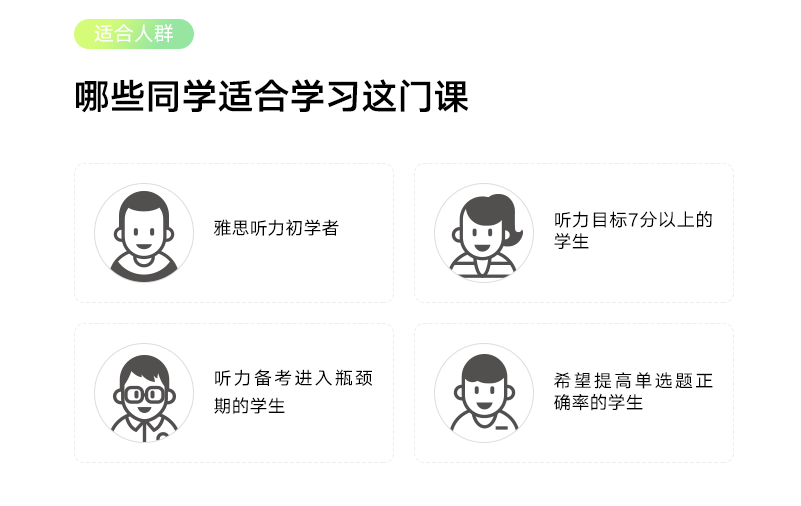 适合人群
哪些同学适合学习这门课
雅思听力初学者
听力目标7分以上的
学生
听力备考进入瓶颈
期的学生
希望提高单选题正
确率的学生